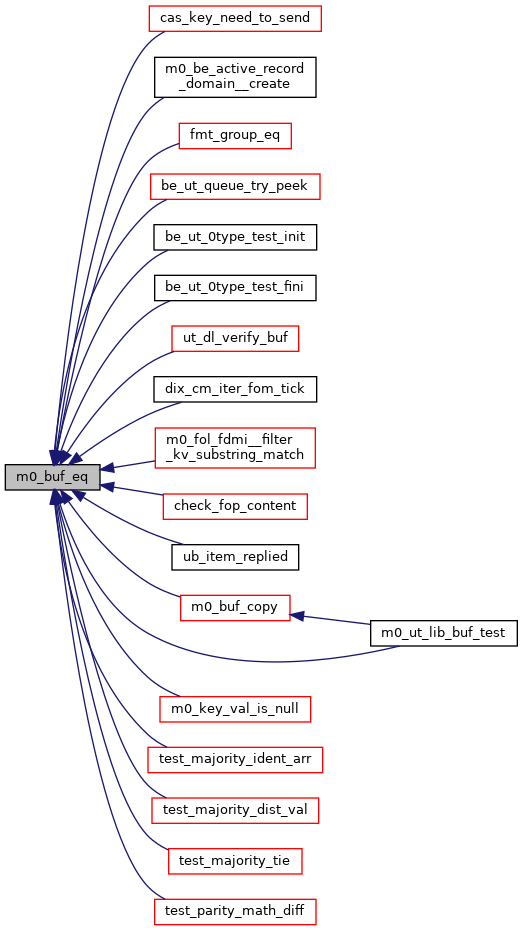 cas_key_need_to_send
m0_be_active_record
_domain__create
fmt_group_eq
be_ut_queue_try_peek
be_ut_0type_test_init
be_ut_0type_test_fini
ut_dl_verify_buf
dix_cm_iter_fom_tick
m0_fol_fdmi__filter
_kv_substring_match
m0_buf_eq
check_fop_content
ub_item_replied
m0_buf_copy
m0_ut_lib_buf_test
m0_key_val_is_null
test_majority_ident_arr
test_majority_dist_val
test_majority_tie
test_parity_math_diff